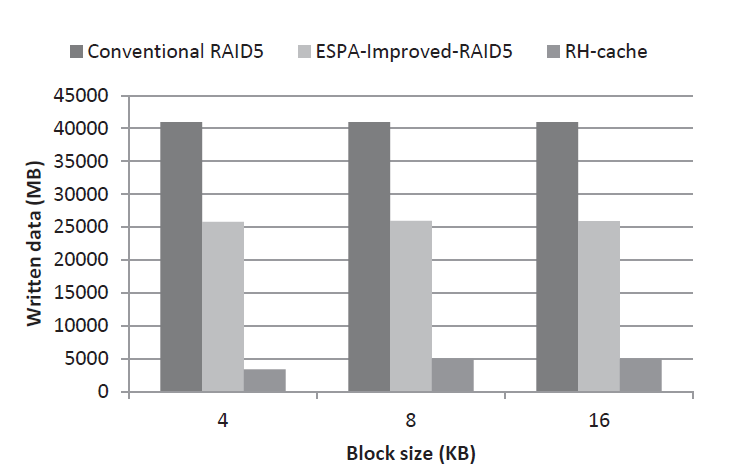 Conventional RAID5 ESPA-Improved-RAID5 RH-cache
45000
40000
35000
30000
25000
20000
15000
10000
5000
0
Written data (MB)
4 8 16
Block size (KB)